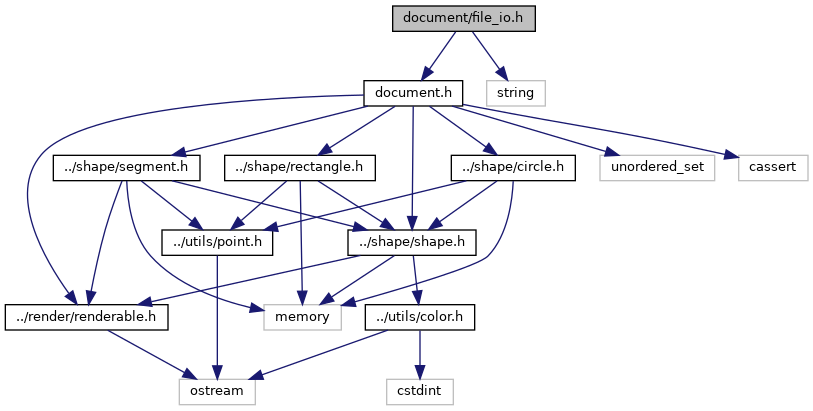 document/file_io.h
document.h
string
../shape/segment.h
../shape/rectangle.h
../shape/circle.h
unordered_set
cassert
../utils/point.h
../shape/shape.h
../render/renderable.h
memory
../utils/color.h
ostream
cstdint